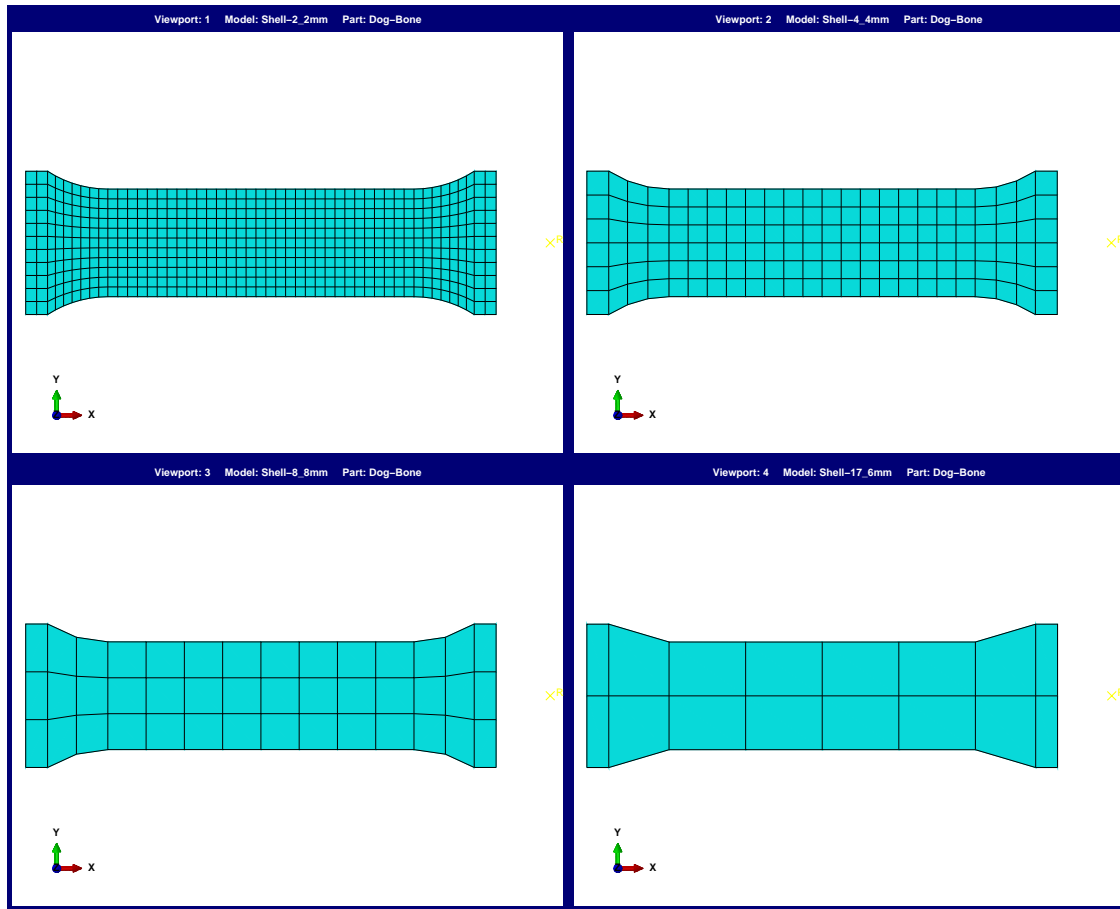 Viewport: 1 Model: Shell−2_2mm Part: Dog−Bone
Viewport: 2 Model: Shell−4_4mm Part: Dog−Bone
Y
X
Y
X
Viewport: 3 Model: Shell−8_8mm Part: Dog−Bone
Viewport: 4 Model: Shell−17_6mm Part: Dog−Bone
Y
X
Y
X